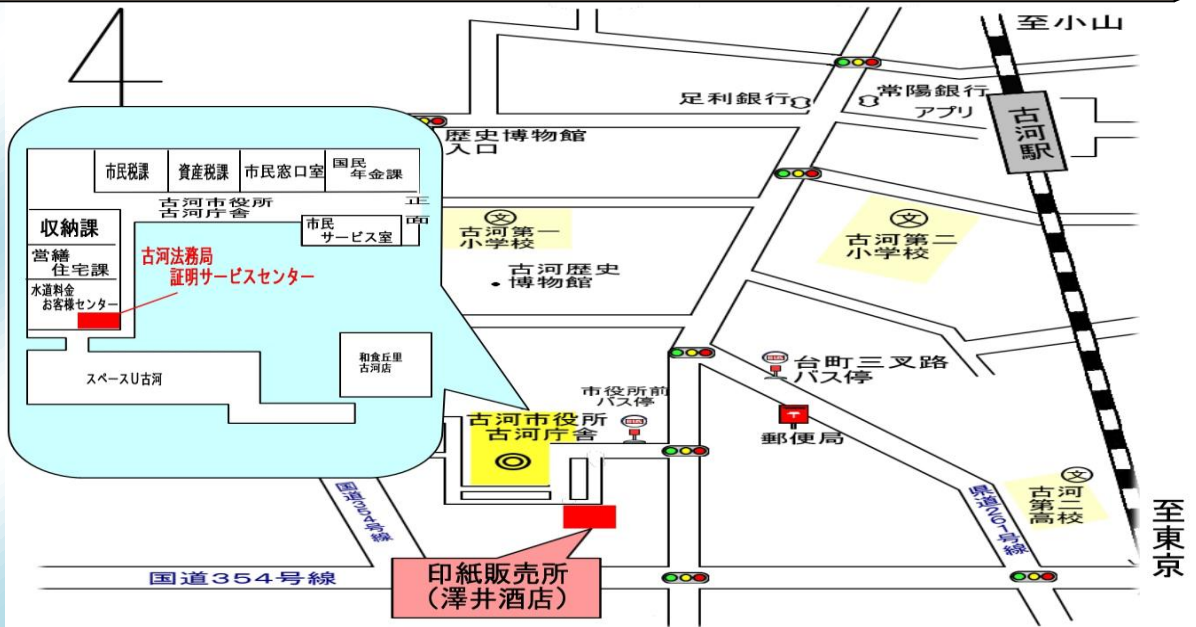 至小山
足利銀行
常陽銀行
アプリ
古河駅
歴史博物館
入口
市民税課
資産税課
市民窓口室
国民
年金課
古河市役所
古河庁舎
正面
市民
サービス室
収納課
営繕
住宅課
水道料金
お客様センター
古河法務局
証明サービスセンター
スペースU古河
和食丘里
古河店
文
古河第一
小学校
文
古河第二
小学校
・古河歴史
博物館
台町三叉路
バス停
市役所前
バス停
古河市役所
古河庁舎
〒
郵便局
文
古河
第二
高校
国道354号線
県道261号線
至東京
国道354号線
印紙販売所
(澤井酒店)